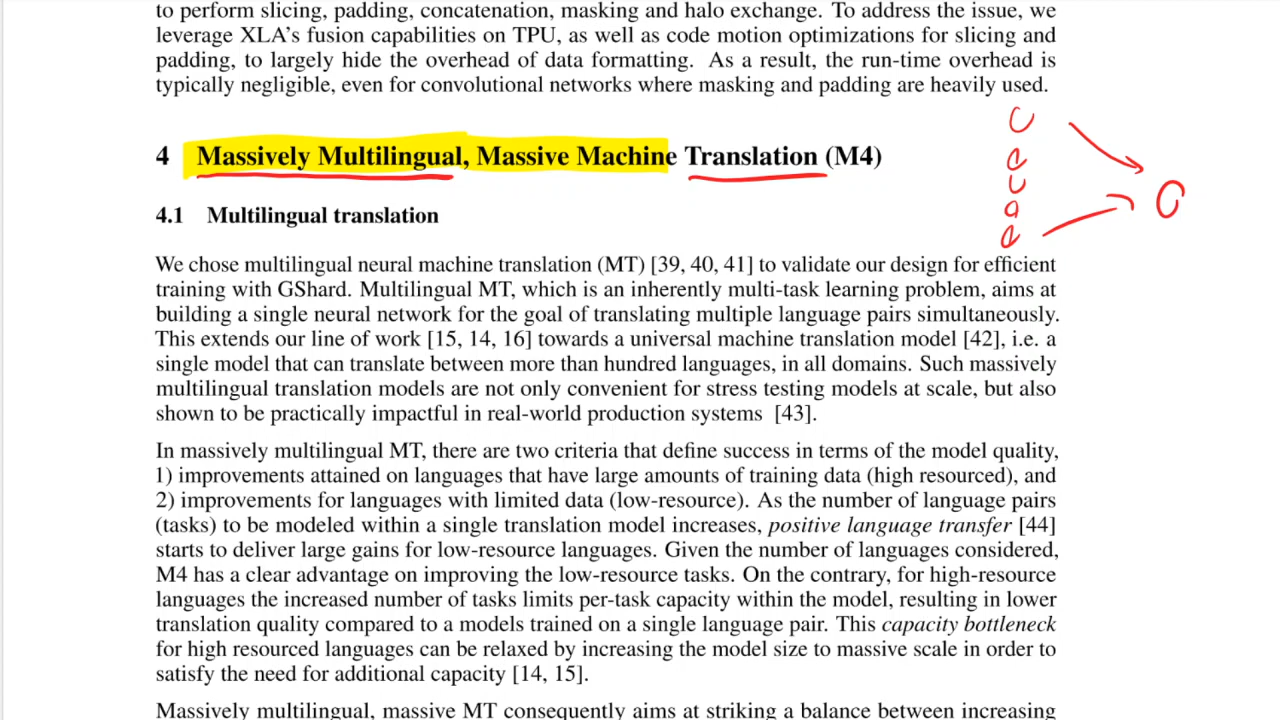 to perform slicing, padding, concatenation, masking and halo exchange. To address the issue, we
leverage XLA's fusion capabilities on TPU, as well as code motion optimizations for slicing and
padding, to largely hide the overhead of data formatting. As a result, the run-time overhead is
typically negligible, even for convolutional networks where masking and padding are heavily used.
4 Massively Multilingual, Massive Machine Translation (M4)
4.1 Multilingual translation
We chose multilingual neural machine translation (MT) [39, 40, 41] to validate our design for efficient
training with GShard. Multilingual MT, which is an inherently multi-task learning problem, aims at
building a single neural network for the goal of translating multiple language pairs simultaneously.
This extends our line of work [15, 14, 16] towards a universal machine translation model [42], i.e. a
single model that can translate between more than hundred languages, in all domains. Such massively
multilingual translation models are not only convenient for stress testing models at scale, but also
shown to be practically impactful in real-world production systems [43].
In massively multilingual MT, there are two criteria that define success in terms of the model quality,
1) improvements attained on languages that have large amounts of training data (high resourced), and
2) improvements for languages with limited data (low-resource). As the number of language pairs
(tasks) to be modeled within a single translation model increases, positive language transfer [44]
starts to deliver large gains for low-resource languages. Given the number of languages considered,
M4 has a clear advantage on improving the low-resource tasks. On the contrary, for high-resource
languages the increased number of tasks limits per-task capacity within the model, resulting in lower
translation quality compared to a models trained on a single language pair. This capacity bottleneck
for high resourced languages can be relaxed by increasing the model size to massive scale in order to
satisfy the need for additional capacity [14, 15].
Massively multilingual, massive MT consequently aims at striking a balance between increasing